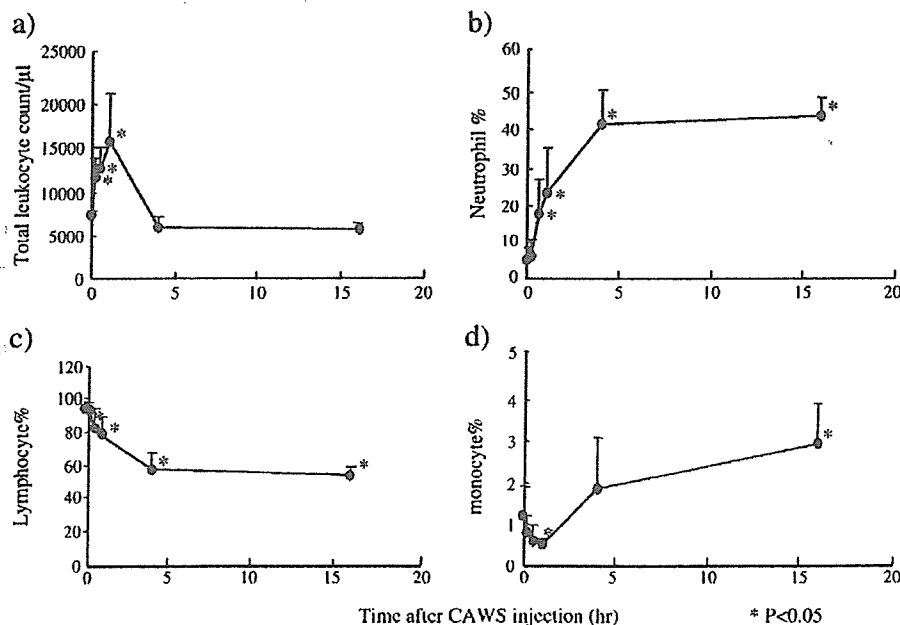 a)
Total leukocyte count/µl
25000
20000
15000
10000
5000
0
0 5 10 15 20
*
*
*
b)
Neutrophil %
60
50
40
30
20
10
0
0 5 10 15 20
*
*
*
*
c)
Lymphocyte%
120
100
80
60
40
20
0
0 5 10 15 20
*
*
*
*
d)
monocyte%
5
4
3
2
1
0
0 5 10 15 20
*
*
Time after CAWS injection (hr)
* P<0.05